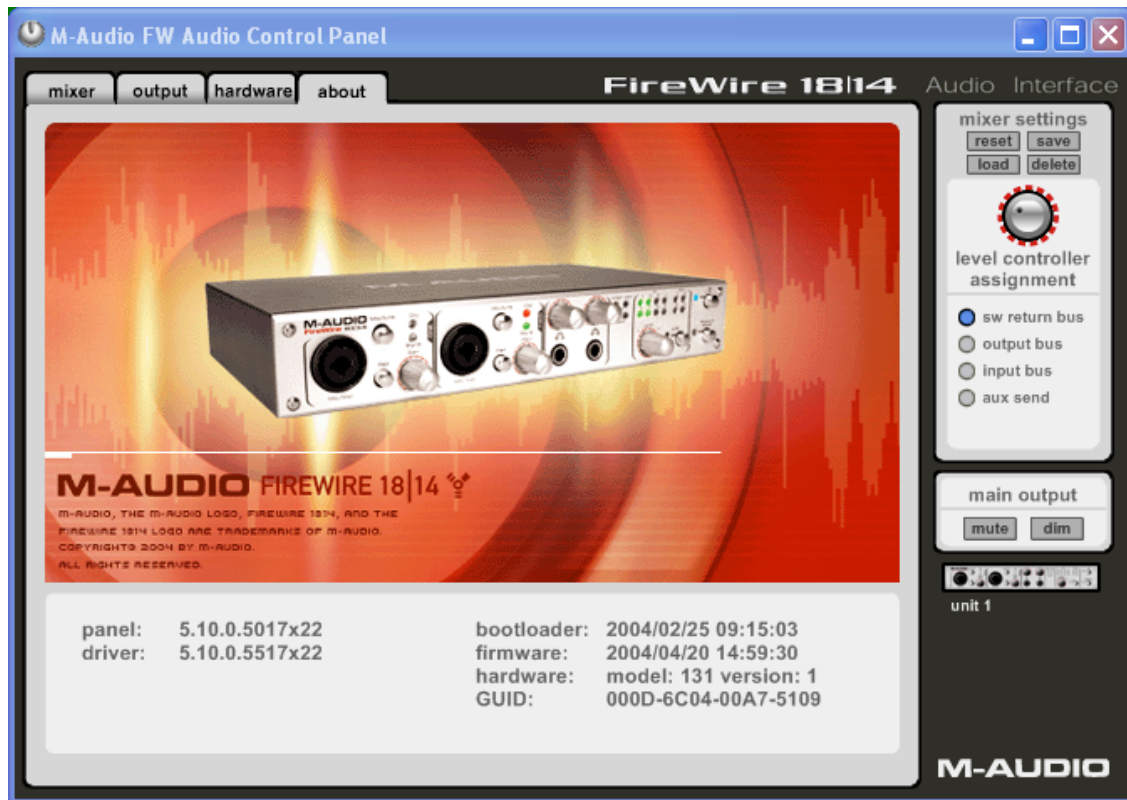 M-Audio FW Audio Control Panel
mixer output hardware about
FireWire 18|14 Audio Interface
mixer settings
reset save
load delete
level controller
assignment
sw return bus
output bus
input bus
aux send
main output
mute dim
unit 1
M-AUDIO
M-AUDIO
M-AUDIO FIREWIRE 18|14
M-AUDIO, THE M-AUDIO LOGO, FIREWIRE 1814, AND THE
FIREWIRE 1814 LOGO ARE TRADEMARKS OF M-AUDIO.
COPYRIGHT© 2004 BY M-AUDIO.
ALL RIGHTS RESERVED.
panel: 5.10.0.5017x22
driver: 5.10.0.5517x22
bootloader: 2004/02/25 09:15:03
firmware: 2004/04/20 14:59:30
hardware: model: 131 version: 1
GUID: 000D-6C04-00A7-5109
M-AUDIO